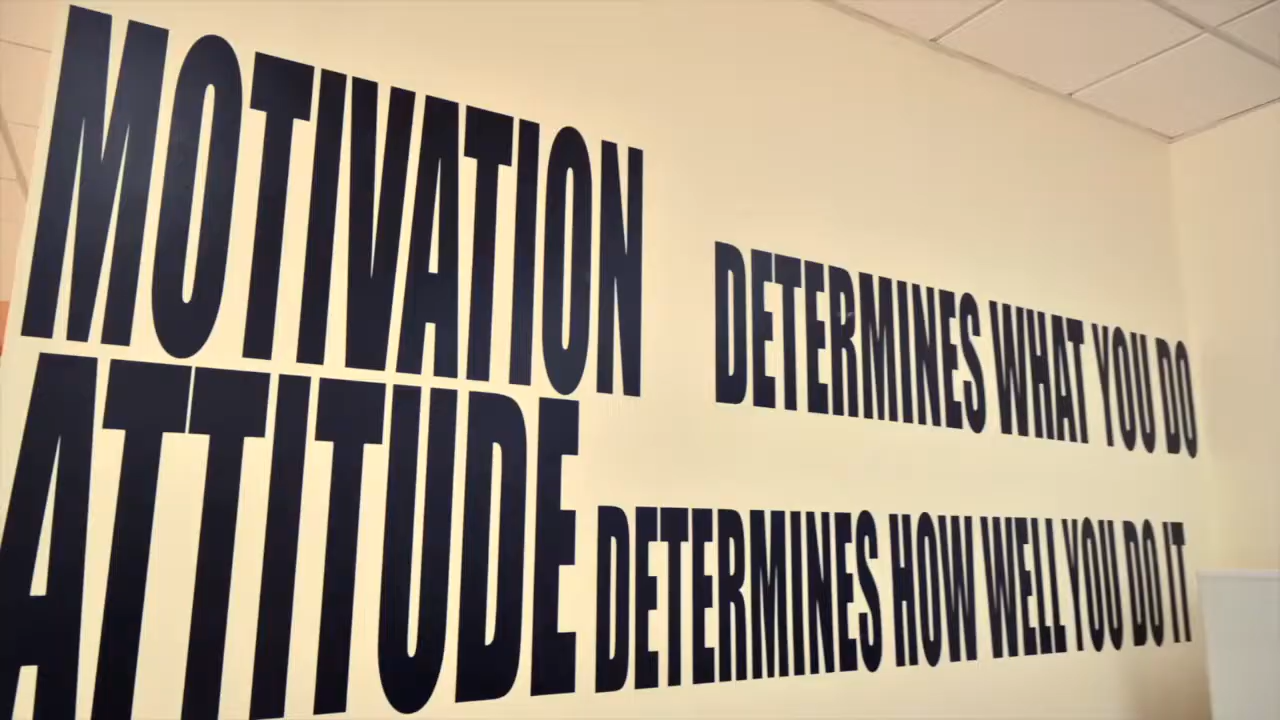 MOTIVATION DETERMINES WHAT YOU DO
ATTITUDE DETERMINES HOW WELL YOU DO IT